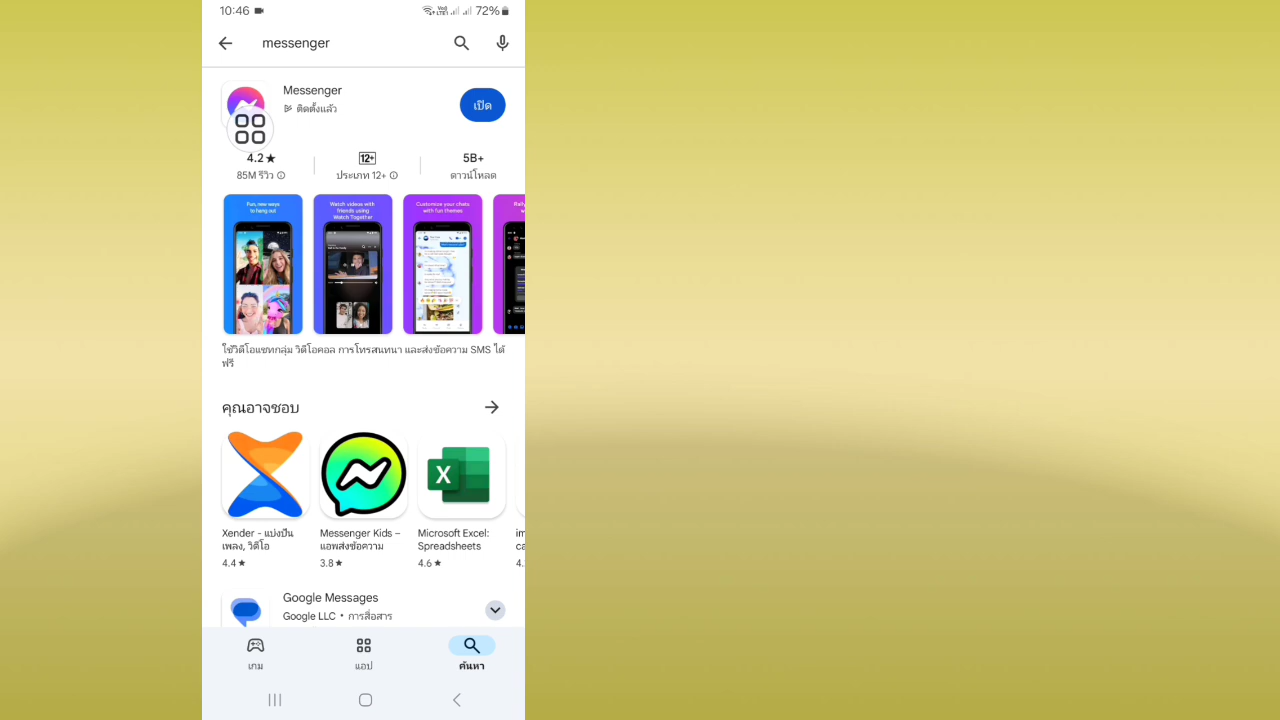 10:46 72%
messenger
Messenger
ติดตั้งแล้ว
เปิด
4.2★ 12+ 5B+
85M รีวิว ประเภท 12+ ดาวน์โหลด
Fun, new ways
to hang out
Watch videos with
friends using
Watch Together
Customize your chats
with fun themes
ใช้วิดีโอแชทกลุ่ม วิดีโอคอล การโทรสนทนา และส่งข้อความ SMS ได้
ฟรี
คุณอาจชอบ
X
Xender - แบ่งปัน
เพลง, วิดีโอ
4.4★
Messenger Kids –
แอพส่งข้อความ
3.8★
Microsoft Excel:
Spreadsheets
4.6★
Google Messages
Google LLC • การสื่อสาร
เกม แอป ค้นหา